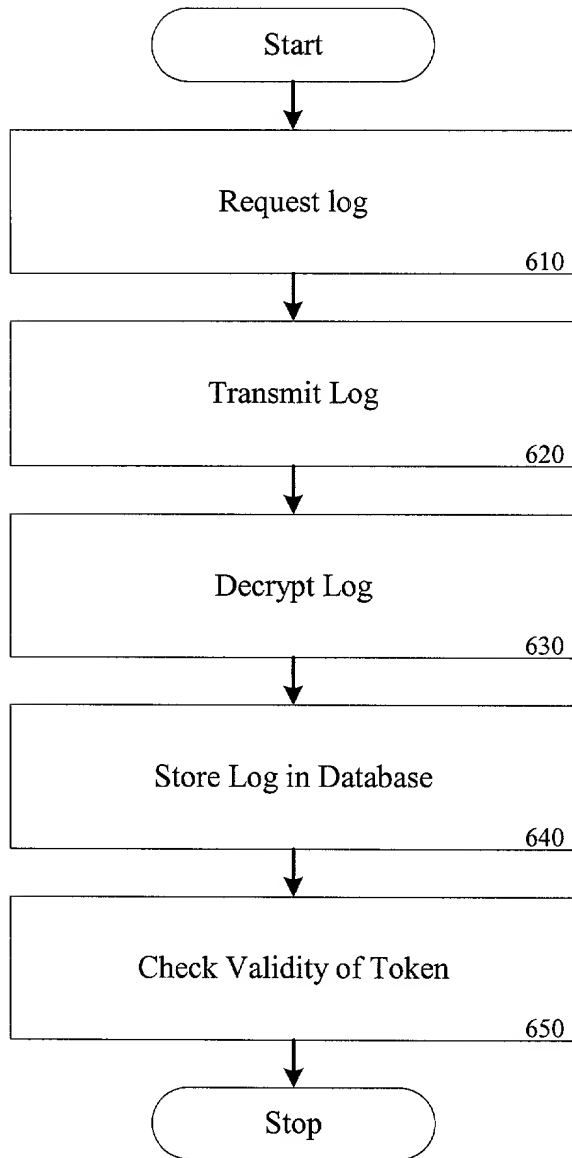 Start
Request log
610
Transmit Log
620
Decrypt Log
630
Store Log in Database
640
Check Validity of Token
650
Stop